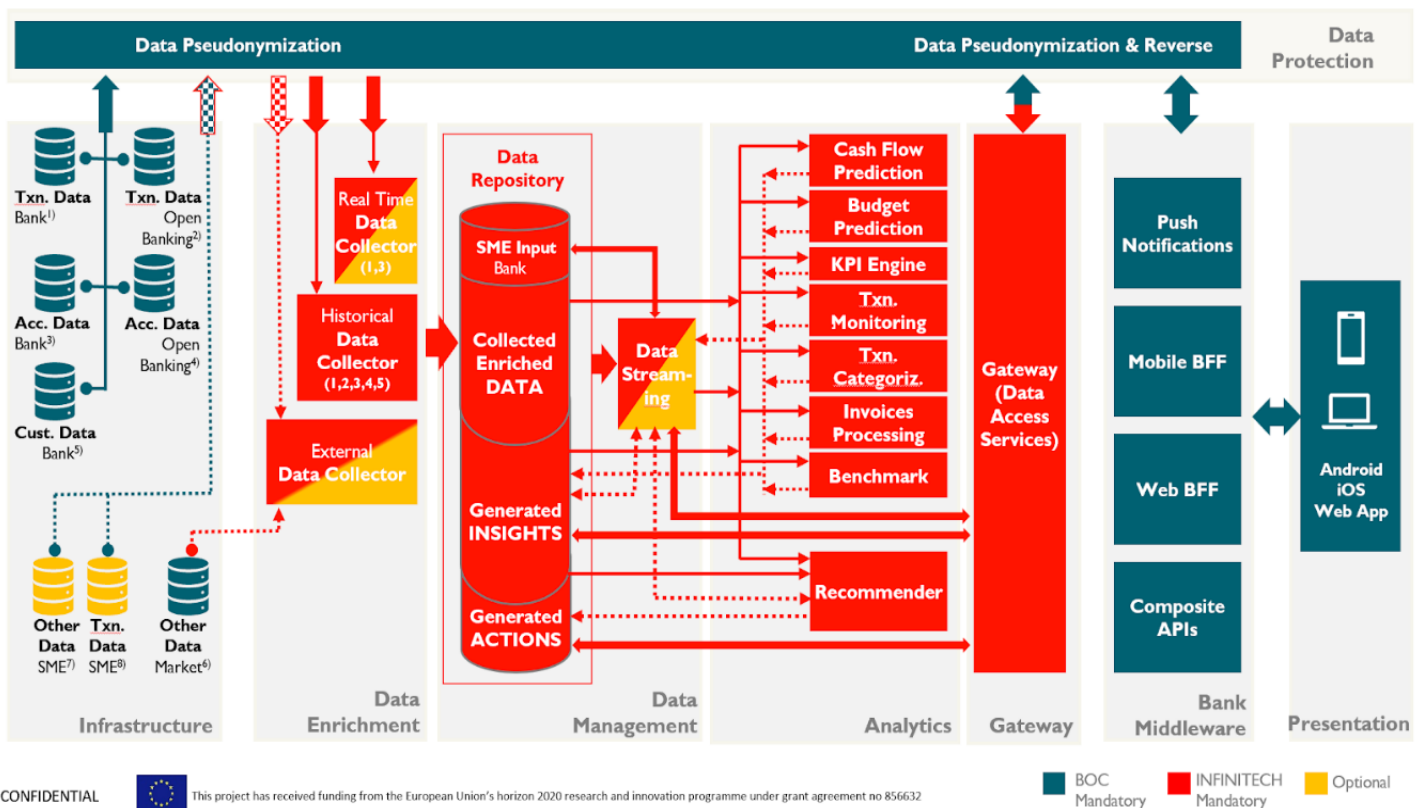 Data Pseudonymization
Data Pseudonymization & Reverse
Data
Protection
Txn. Data
Bank1)
Txn. Data
Open
Banking2)
Acc. Data
Bank3)
Acc. Data
Open
Banking4)
Cust. Data
Bank5)
Other
Data
SME7)
Txn.
Data
SME8)
Other
Data
Market6)
Infrastructure
Real Time
Data
Collector
(1,3)
Historical
Data
Collector
(1,2,3,4,5)
External
Data Collector
Data
Enrichment
Data
Repository
SME Input
Bank
Collected
Enriched
DATA
Generated
INSIGHTS
Generated
ACTIONS
Data
Stream-
ing
Data
Management
Cash Flow
Prediction
Budget
Prediction
KPI Engine
Txn.
Monitoring
Txn.
Categoriz.
Invoices
Processing
Benchmark
Recommender
Analytics
Gateway
(Data
Access
Services)
Gateway
Push
Notifications
Mobile BFF
Web BFF
Composite
APIs
Bank
Middleware
Android
iOS
Web App
Presentation
CONFIDENTIAL
This project has received funding from the European Union's horizon 2020 research and innovation programme under grant agreement no 856632
BOC
Mandatory
INFINITECH
Mandatory
Optional